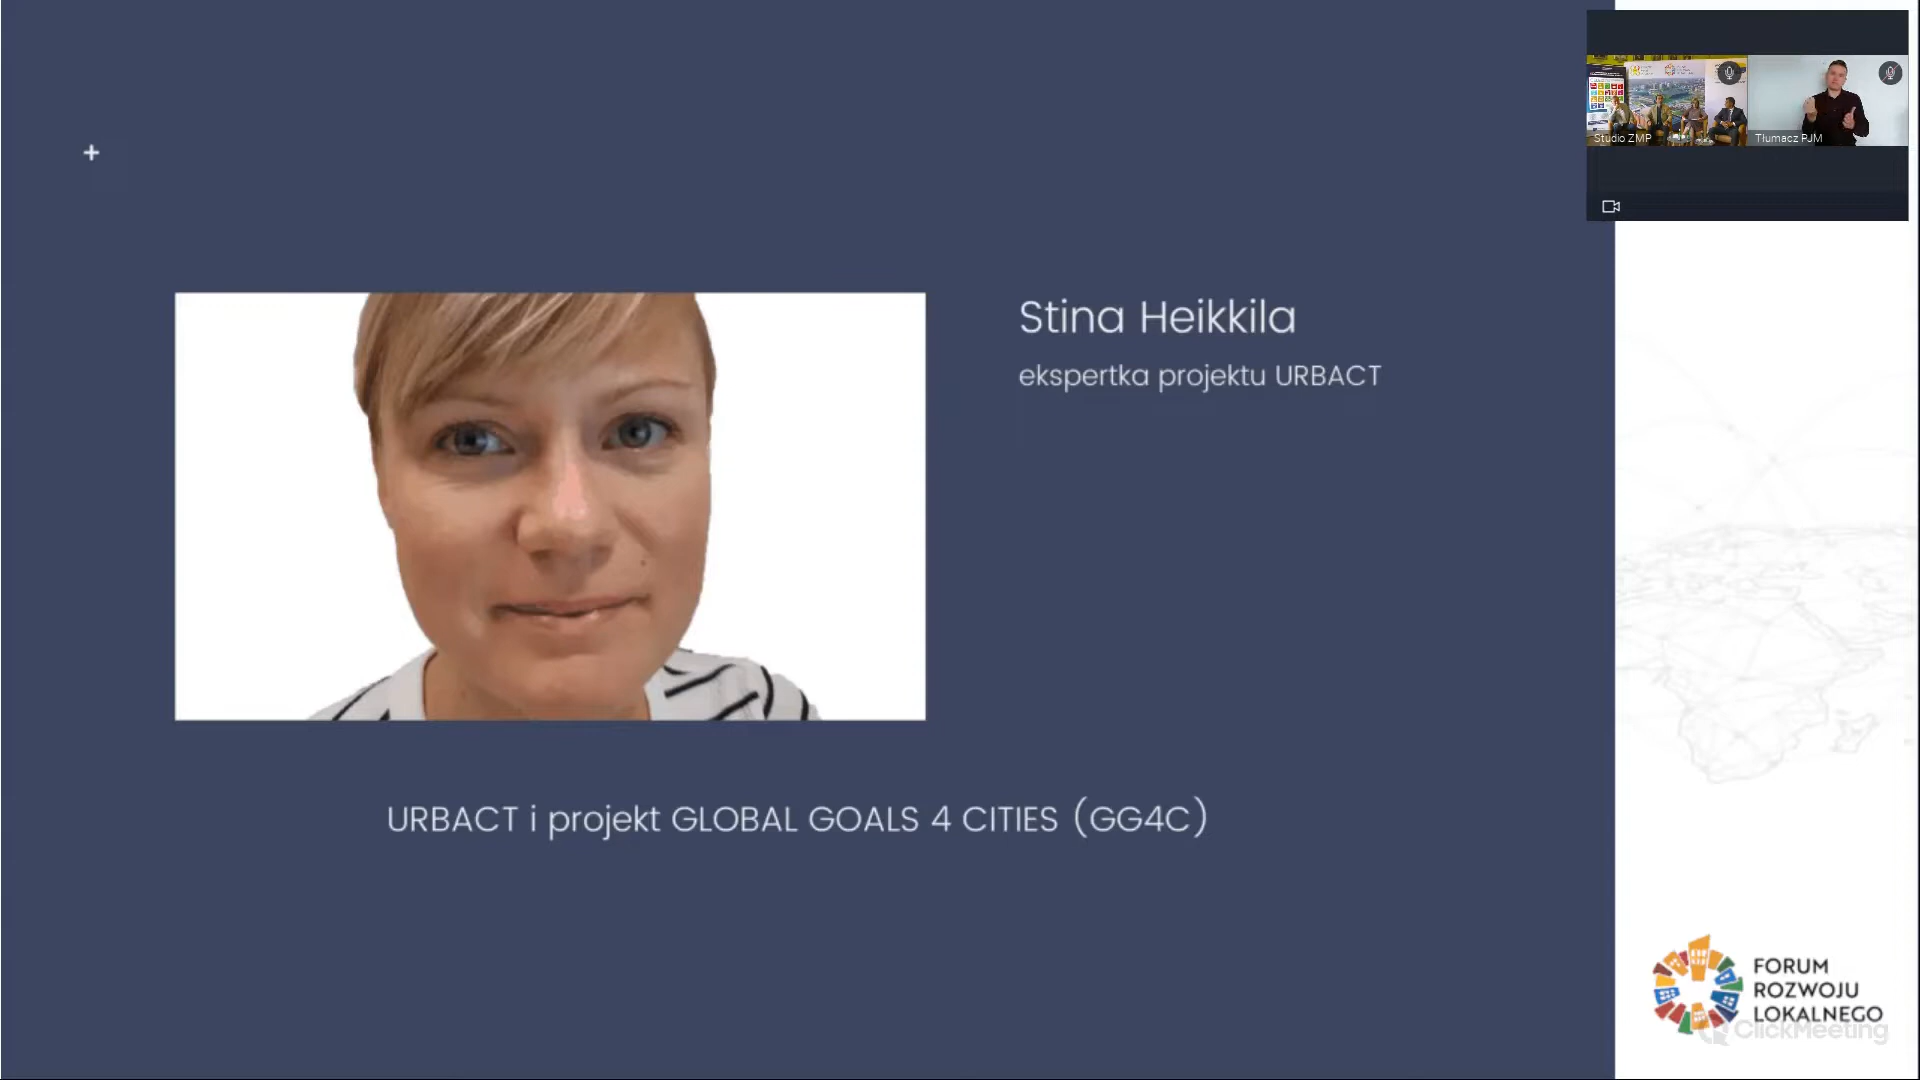 Studio ZMP
Tłumacz PJM
+
Stina Heikkila
ekspertka projektu URBACT
URBACT i projekt GLOBAL GOALS 4 CITIES (GG4C)
FORUM
ROZWOJU
LOKALNEGO
ClickMeeting